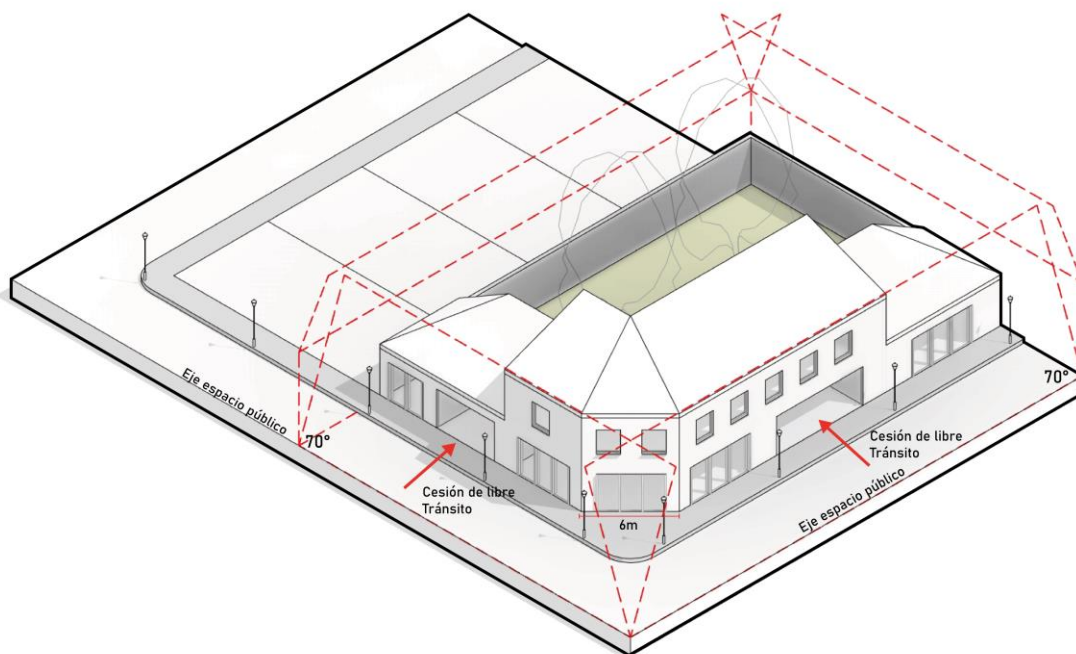 Eje espacio público
70°
Cesión de libre
Tránsito
6m
Cesión de libre
Tránsito
Eje espacio público
70°